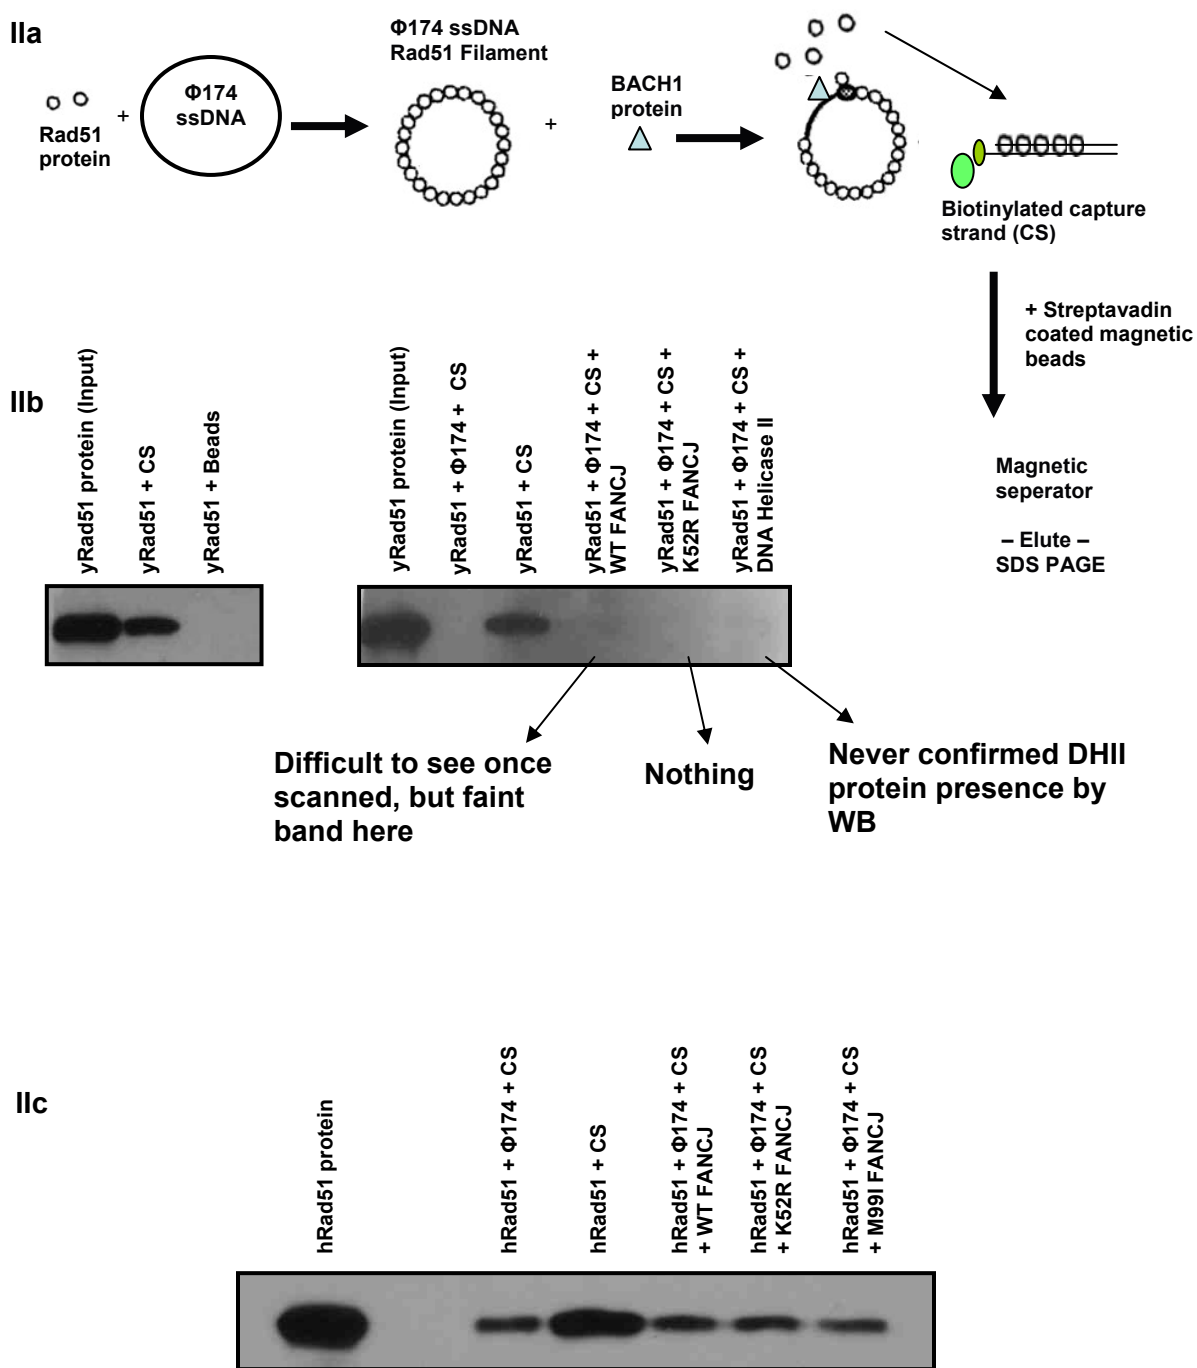 IIa
Rad51
protein
+
Φ174
ssDNA
Φ174 ssDNA
Rad51 Filament
+
BACH1
protein
Biotinylated capture
strand (CS)
+ Streptavadin
coated magnetic
beads
Magnetic
seperator
– Elute –
SDS PAGE
IIb
yRad51 protein (Input)
yRad51 + CS
yRad51 + Beads
yRad51 protein (Input)
yRad51 + Φ174 + CS
yRad51 + CS
yRad51 + Φ174 + CS +
WT FANCJ
yRad51 + Φ174 + CS +
K52R FANCJ
yRad51 + Φ174 + CS +
DNA Helicase II
Difficult to see once
scanned, but faint
band here
Nothing
Never confirmed DHII
protein presence by
WB
IIc
hRad51 protein
hRad51 + Φ174 + CS
hRad51 + CS
hRad51 + Φ174 + CS
+ WT FANCJ
hRad51 + Φ174 + CS
+ K52R FANCJ
hRad51 + Φ174 + CS
+ M99I FANCJ